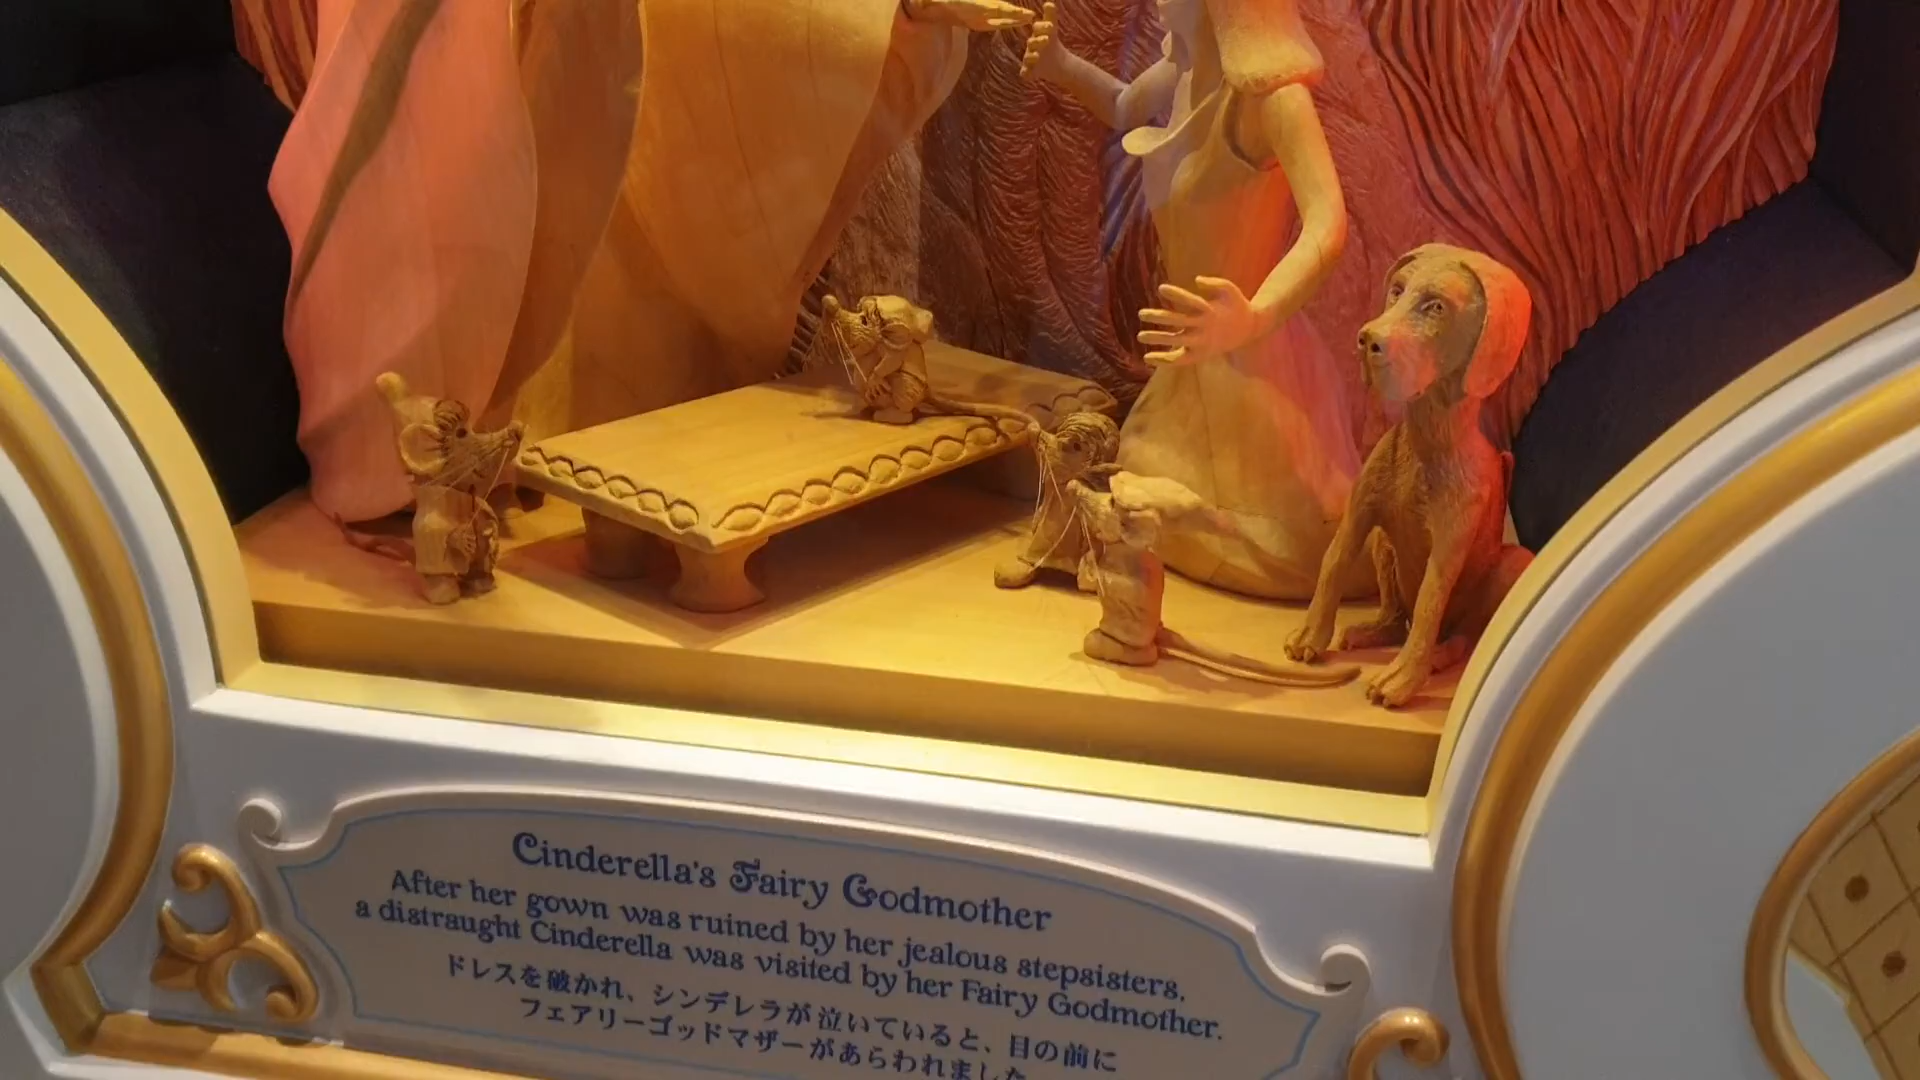 Cinderella's Fairy Godmother
After her gown was ruined by her jealous stepsisters,
a distraught Cinderella was visited by her Fairy Godmother.
ドレスを破かれ、シンデレラが泣いていると、目の前に
フェアリーゴッドマザーがあらわれました